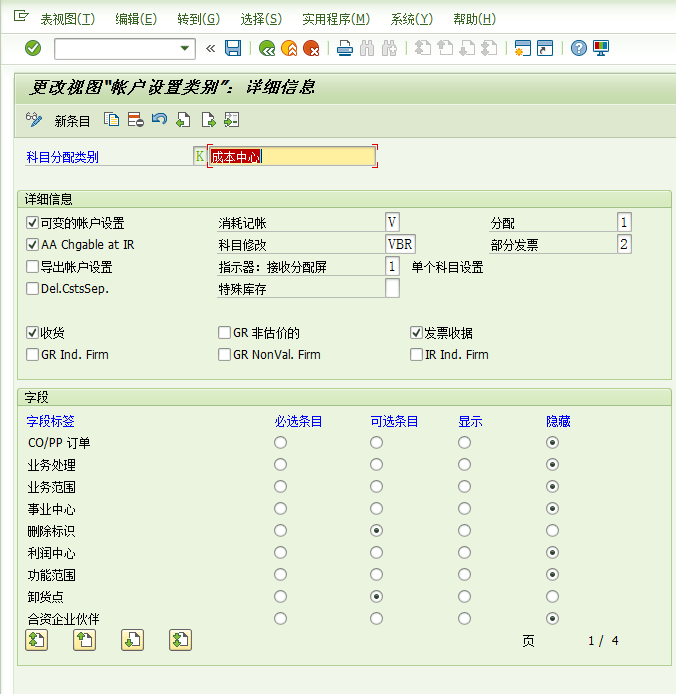 表视图(T) 编辑(E) 转到(G) 选择(S) 实用程序(M) 系统(Y) 帮助(H)
更改视图"帐户设置类别": 详细信息
新条目
科目分配类别 K 成本中心
详细信息
可变的帐户设置 消耗记帐 V 分配 1
AA Chgable at IR 科目修改 VBR 部分发票 2
导出帐户设置 指示器: 接收分配屏 1 单个科目设置
Del.CstsSep. 特殊库存
收货 GR 非估价的 发票收据
GR Ind. Firm GR NonVal. Firm IR Ind. Firm
字段
字段标签 必选条目 可选条目 显示 隐藏
CO/PP 订单
业务处理
业务范围
事业中心
删除标识
利润中心
功能范围
卸货点
合资企业伙伴
页 1 / 4